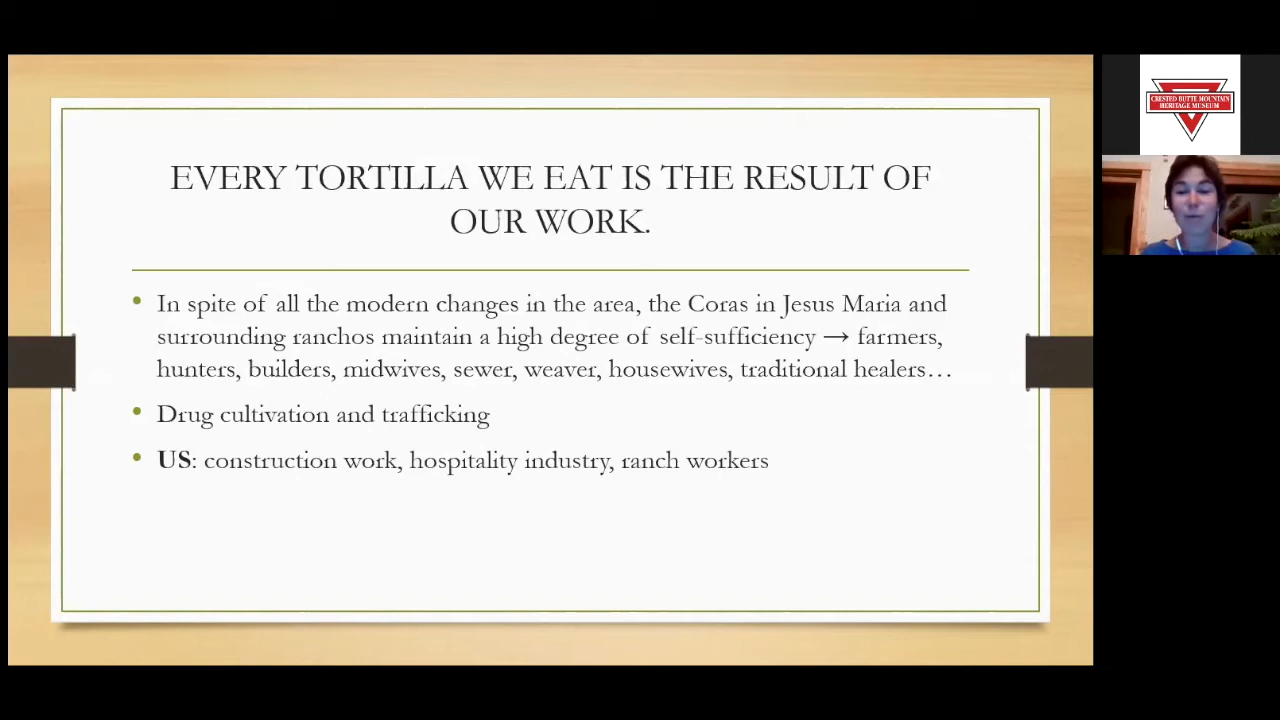 EVERY TORTILLA WE EAT IS THE RESULT OF
OUR WORK.
• In spite of all the modern changes in the area, the Coras in Jesus Maria and
surrounding ranchos maintain a high degree of self-sufficiency → farmers,
hunters, builders, midwives, sewer, weaver, housewives, traditional healers…
• Drug cultivation and trafficking
• US: construction work, hospitality industry, ranch workers
CRESTED BUTTE MOUNTAIN
HERITAGE MUSEUM